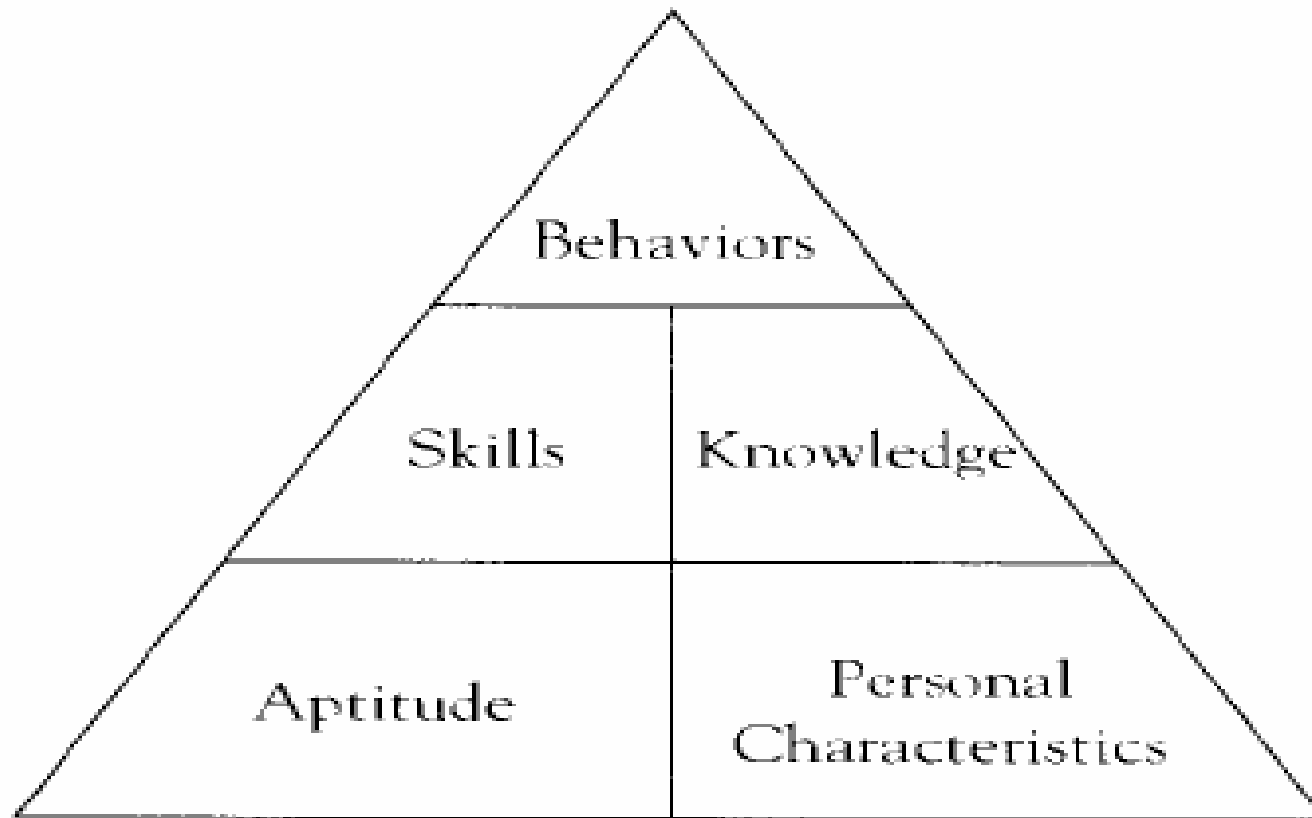 Behaviors
Skills Knowledge
Aptitude
Personal
Characteristics